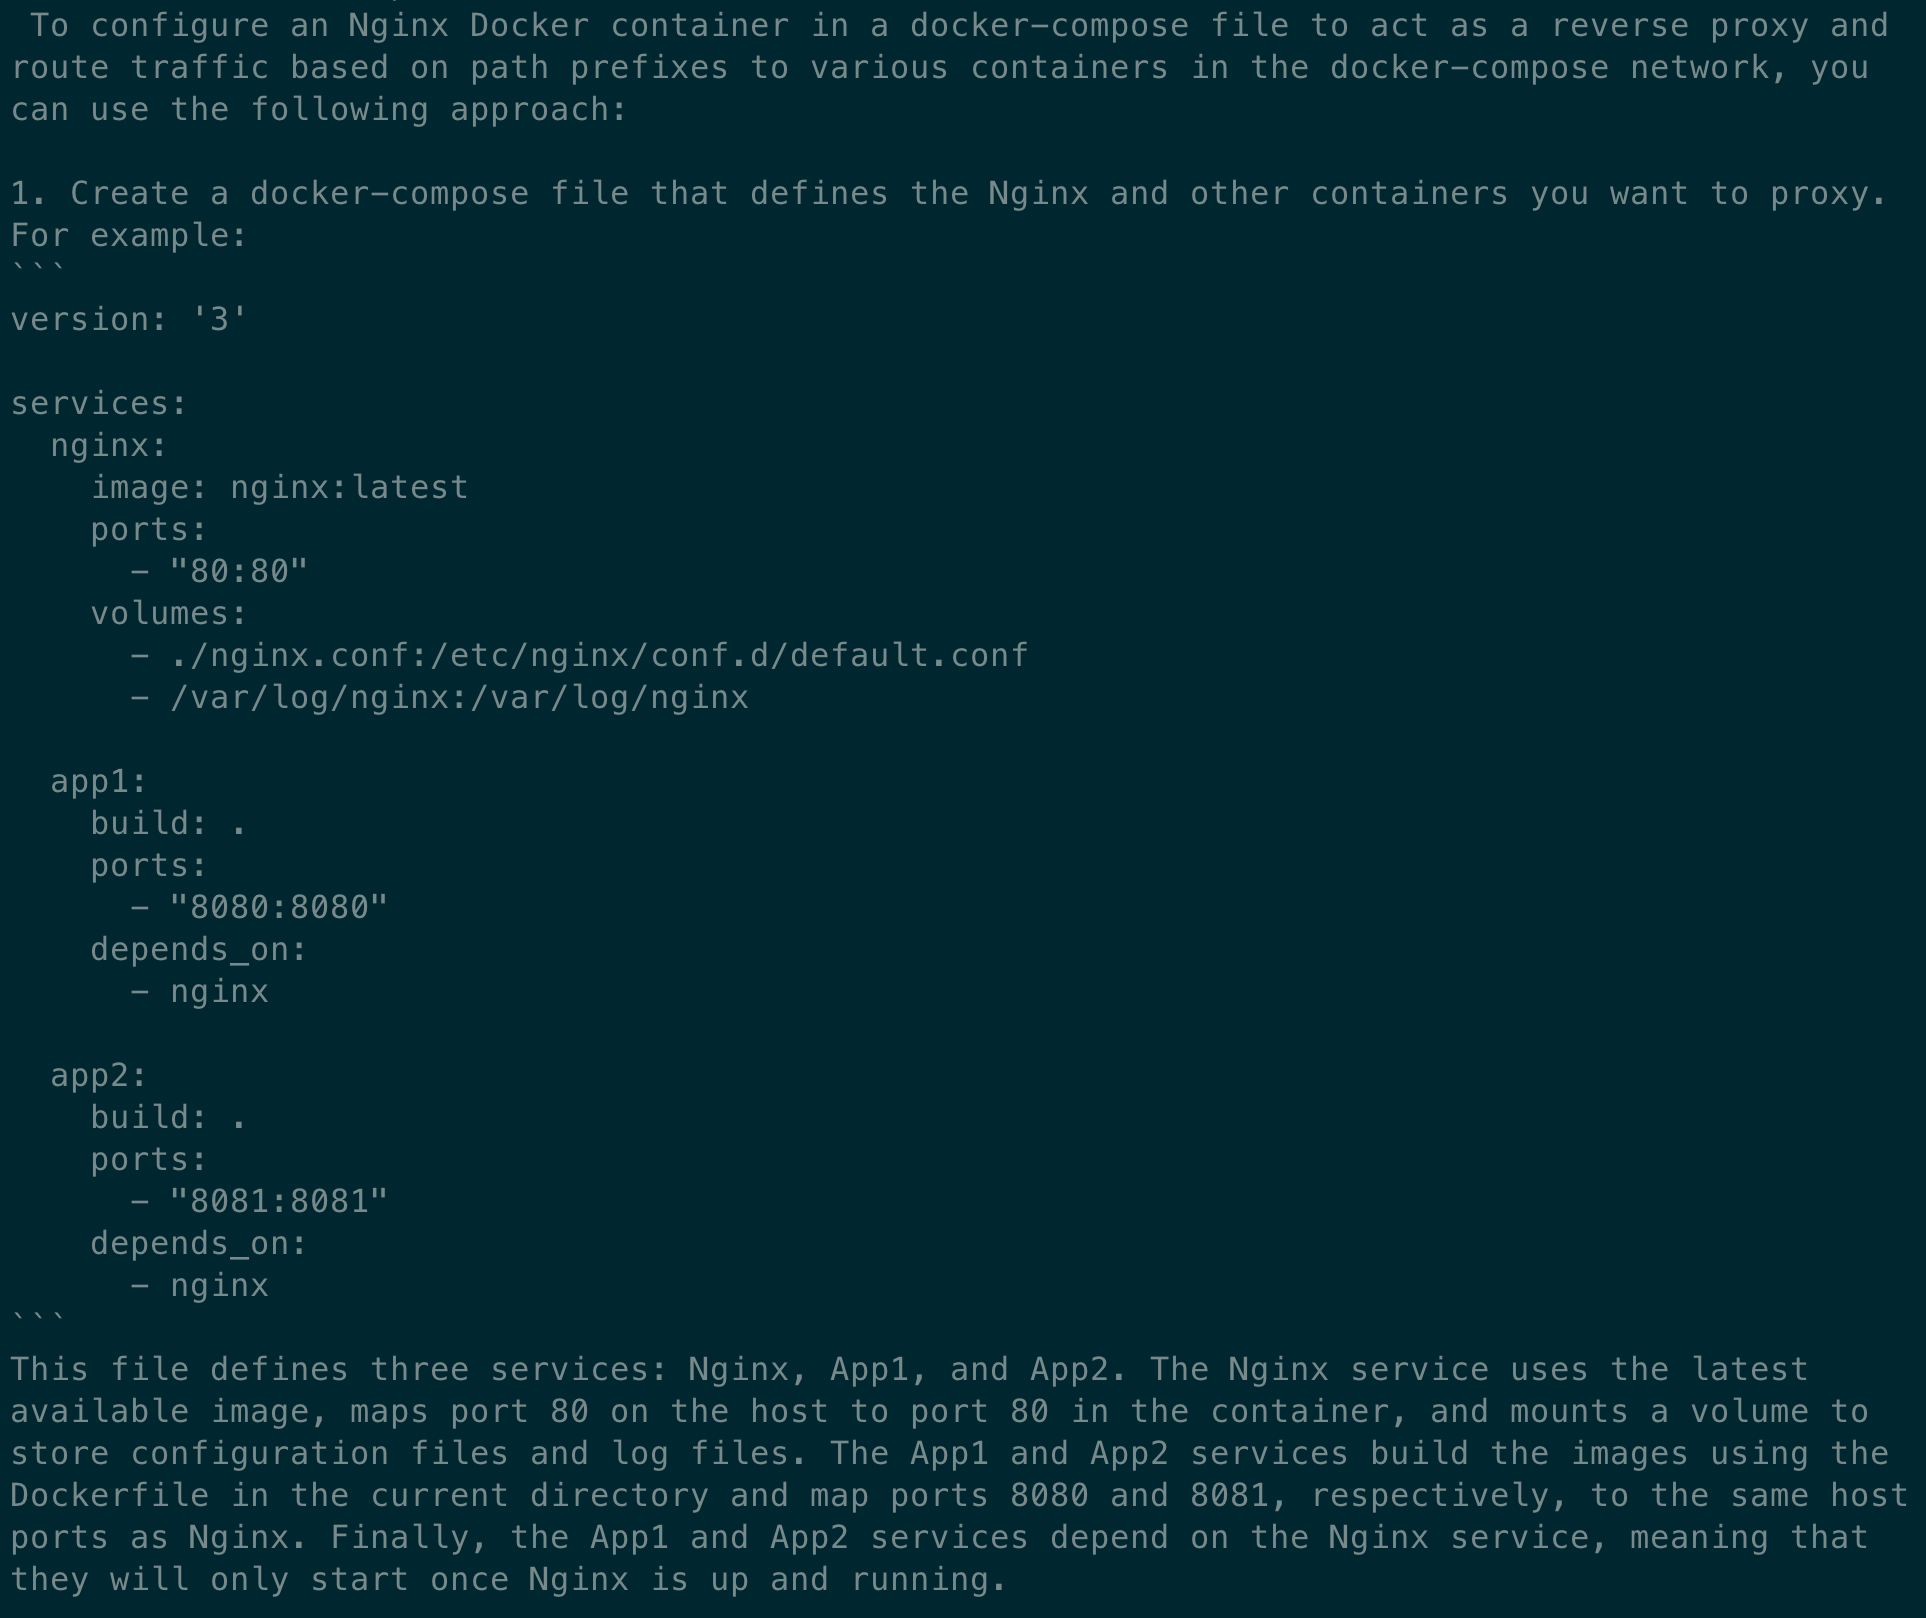 To configure an Nginx Docker container in a docker-compose file to act as a reverse proxy and
route traffic based on path prefixes to various containers in the docker-compose network, you
can use the following approach:

1. Create a docker-compose file that defines the Nginx and other containers you want to proxy.
For example:
```
version: '3'

services:
  nginx:
    image: nginx:latest
    ports:
      - "80:80"
    volumes:
      - ./nginx.conf:/etc/nginx/conf.d/default.conf
      - /var/log/nginx:/var/log/nginx

  app1:
    build: .
    ports:
      - "8080:8080"
    depends_on:
      - nginx

  app2:
    build: .
    ports:
      - "8081:8081"
    depends_on:
      - nginx
```
This file defines three services: Nginx, App1, and App2. The Nginx service uses the latest
available image, maps port 80 on the host to port 80 in the container, and mounts a volume to
store configuration files and log files. The App1 and App2 services build the images using the
Dockerfile in the current directory and map ports 8080 and 8081, respectively, to the same host
ports as Nginx. Finally, the App1 and App2 services depend on the Nginx service, meaning that
they will only start once Nginx is up and running.